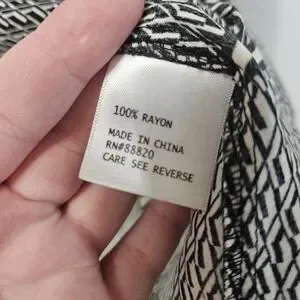 100% RAYON
MADE IN CHINA
RN#88820
CARE SEE REVERSE